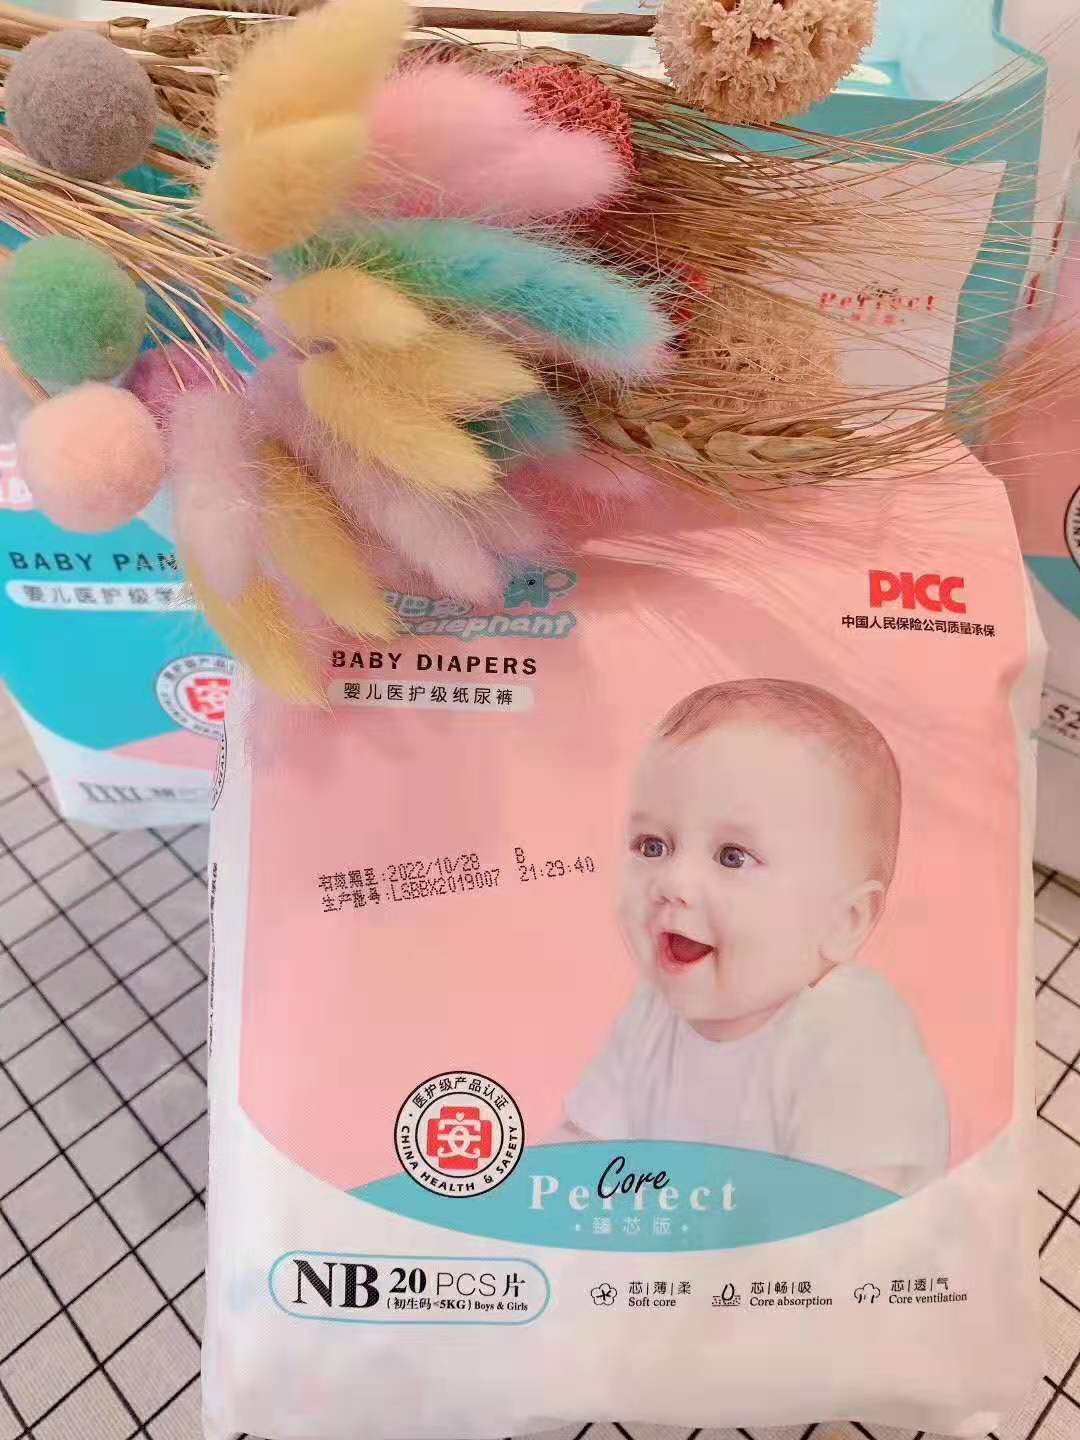 Perfect
BABY PAN
婴儿医护级学
PICC
中国人民保险公司质量承保
elephant
BABY DIAPERS
婴儿医护级纸尿裤
有效期至:2022/10/28 B
生产批号:LSBBX2019007 21:29:40
医护级产品认证
安
CHINA HEALTH & SAFETY
Core
Perfect
臻芯版
NB 20 PCS 片
(初生码<5KG) Boys & Girls
芯|薄|柔
Soft core
芯|畅|吸
Core absorption
芯|透|气
Core ventilation